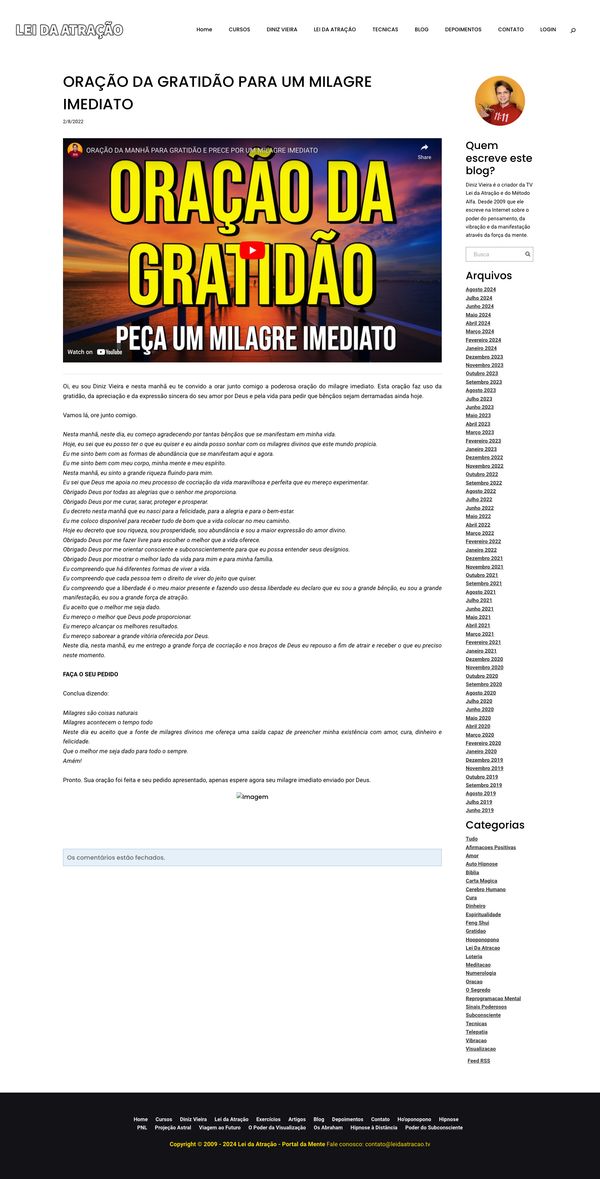 LEI DA ATRAÇÃO
Home CURSOS DINIZ VIEIRA LEI DA ATRAÇÃO TECNICAS BLOG DEPOIMENTOS CONTATO LOGIN
ORAÇÃO DA GRATIDÃO PARA UM MILAGRE
IMEDIATO
2/8/2022
ORAÇÃO DA MANHÃ PARA GRATIDÃO E PRECE POR UM MILAGRE IMEDIATO
Share
ORAÇÃO DA
GRATIDÃO
PEÇA UM MILAGRE IMEDIATO
Watch on YouTube
Oi, eu sou Diniz Vieira e nesta manhã eu te convido a orar junto comigo a poderosa oração do milagre imediato. Esta oração faz uso da
gratidão, da apreciação e da expressão sincera do seu amor por Deus e pela vida para pedir que bênçãos sejam derramadas ainda hoje.
Vamos lá, ore junto comigo.
Nesta manhã, neste dia, eu começo agradecendo por tantas bênçãos que se manifestam em minha vida.
Hoje, eu sei que eu posso ter o que eu quiser e eu ainda posso sonhar com os milagres divinos que este mundo propicia.
Eu me sinto bem com as formas de abundância que se manifestam aqui e agora.
Eu me sinto bem com meu corpo, minha mente e meu espírito.
Nesta manhã, eu sinto a grande riqueza fluindo para mim.
Eu sei que Deus me apoia no meu processo de cocriação da vida maravilhosa e perfeita que eu mereço experimentar.
Obrigado Deus por todas as alegrias que o senhor me proporciona.
Obrigado Deus por me curar, sarar, proteger e prosperar.
Eu decreto nesta manhã que eu nasci para a felicidade, para a alegria e para o bem-estar.
Eu me coloco disponível para receber tudo de bom que a vida colocar no meu caminho.
Hoje eu decreto que sou riqueza, sou prosperidade, sou abundância e sou a maior expressão do amor divino.
Obrigado Deus por me fazer livre para escolher o melhor que a vida oferece.
Obrigado Deus por me orientar consciente e subconscientemente para que eu possa entender seus desígnios.
Obrigado Deus por mostrar o melhor lado da vida para mim e para minha família.
Eu compreendo que há diferentes formas de viver a vida.
Eu compreendo que cada pessoa tem o direito de viver do jeito que quiser.
Eu compreendo que a liberdade é o meu maior presente e fazendo uso dessa liberdade eu declaro que eu sou a grande bênção, eu sou a grande
manifestação, eu sou a grande força de atração.
Eu aceito que o melhor me seja dado.
Eu mereço o melhor que Deus pode proporcionar.
Eu mereço alcançar os melhores resultados.
Eu mereço saborear a grande vitória oferecida por Deus.
Neste dia, nesta manhã, eu me entrego a grande força de cocriação e nos braços de Deus eu repouso a fim de atrair e receber o que eu preciso
neste momento.
FAÇA O SEU PEDIDO
Conclua dizendo:
Milagres são coisas naturais
Milagres acontecem o tempo todo
Neste dia eu aceito que a fonte de milagres divinos me ofereça uma saída capaz de preencher minha existência com amor, cura, dinheiro e
felicidade.
Que o melhor me seja dado para todo o sempre.
Amém!
Pronto. Sua oração foi feita e seu pedido apresentado, apenas espere agora seu milagre imediato enviado por Deus.
imagem
Os comentários estão fechados.
11:11
Quem
escreve este
blog?
Diniz Vieira é o criador da TV
Lei da Atração e do Método
Alfa. Desde 2009 que ele
escreve na Internet sobre o
poder do pensamento, da
vibração e da manifestação
através da força da mente.
Busca
Arquivos
Agosto 2024
Julho 2024
Junho 2024
Maio 2024
Abril 2024
Março 2024
Fevereiro 2024
Janeiro 2024
Dezembro 2023
Novembro 2023
Outubro 2023
Setembro 2023
Agosto 2023
Julho 2023
Junho 2023
Maio 2023
Abril 2023
Março 2023
Fevereiro 2023
Janeiro 2023
Dezembro 2022
Novembro 2022
Outubro 2022
Setembro 2022
Agosto 2022
Julho 2022
Junho 2022
Maio 2022
Abril 2022
Março 2022
Fevereiro 2022
Janeiro 2022
Dezembro 2021
Novembro 2021
Outubro 2021
Setembro 2021
Agosto 2021
Julho 2021
Junho 2021
Maio 2021
Abril 2021
Março 2021
Fevereiro 2021
Janeiro 2021
Dezembro 2020
Novembro 2020
Outubro 2020
Setembro 2020
Agosto 2020
Julho 2020
Junho 2020
Maio 2020
Abril 2020
Março 2020
Fevereiro 2020
Janeiro 2020
Dezembro 2019
Novembro 2019
Outubro 2019
Setembro 2019
Agosto 2019
Julho 2019
Junho 2019
Categorias
Tudo
Afirmacoes Positivas
Amor
Auto Hipnose
Biblia
Carta Magica
Cerebro Humano
Cura
Dinheiro
Espiritualidade
Feng Shui
Gratidao
Hooponopono
Lei Da Atracao
Loteria
Meditacao
Numerologia
Oracao
O Segredo
Reprogramacao Mental
Sinais Poderosos
Subconsciente
Tecnicas
Telepatia
Vibracao
Visualizacao
Feed RSS
Home Cursos Diniz Vieira Lei da Atração Exercícios Artigos Blog Depoimentos Contato Ho'oponopono Hipnose
PNL Projeção Astral Viagem ao Futuro O Poder da Visualização Os Abraham Hipnose à Distância Poder do Subconsciente
Copyright © 2009 - 2024 Lei da Atração - Portal da Mente Fale conosco: contato@leidaatracao.tv